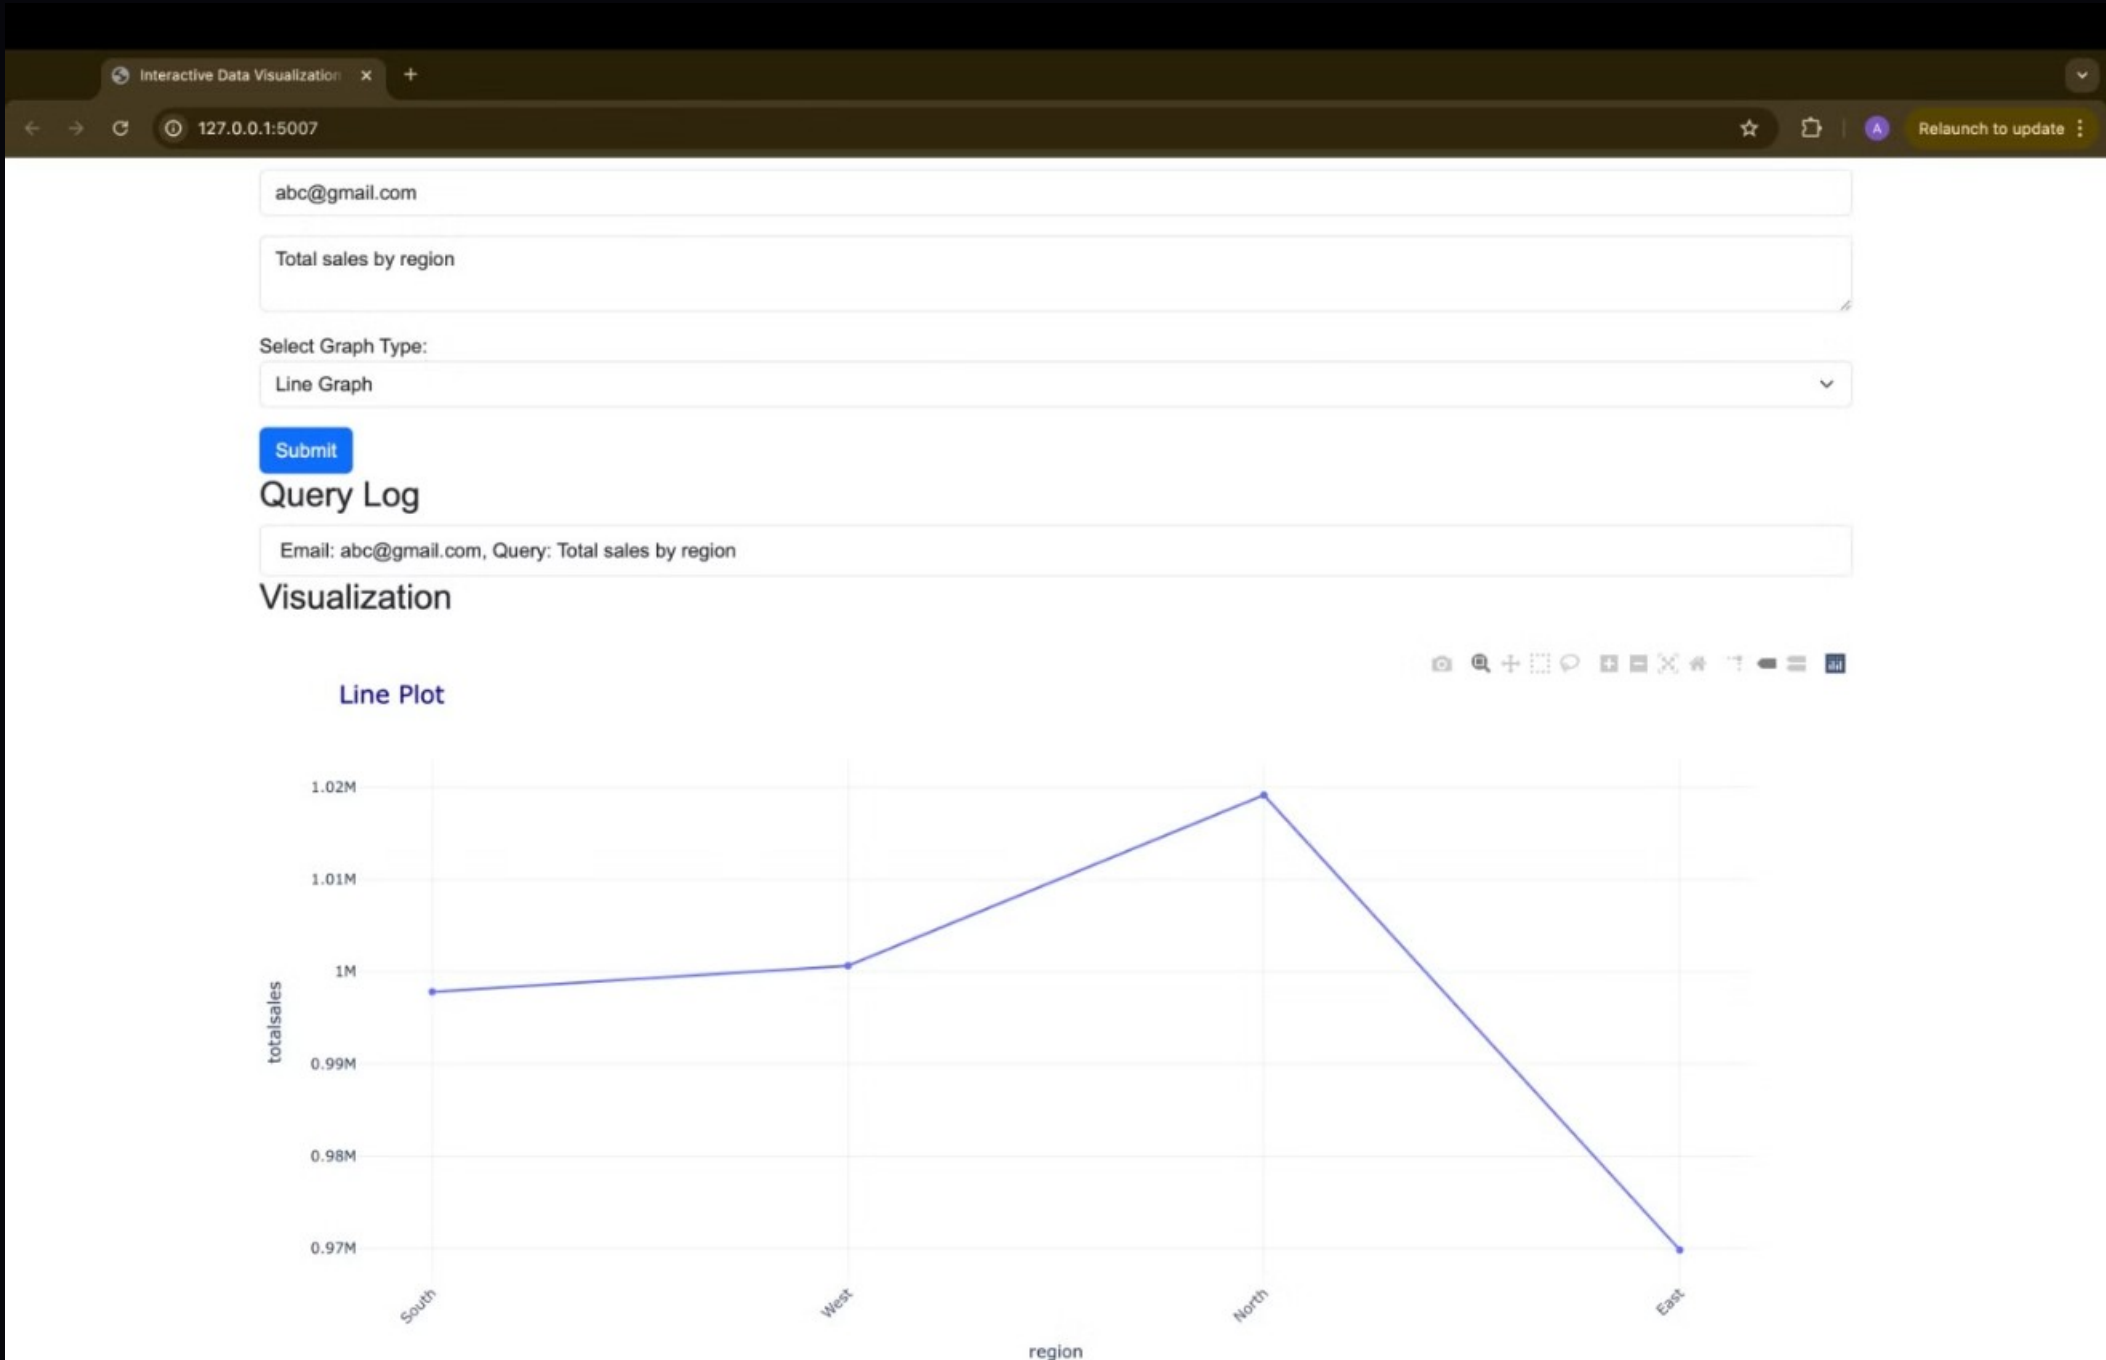 Interactive Data Visualization
127.0.0.1:5007
A
Relaunch to update
abc@gmail.com
Total sales by region
Select Graph Type:
Line Graph
Submit
Query Log
Email: abc@gmail.com, Query: Total sales by region
Visualization
Line Plot
1.02M
1.01M
1M
0.99M
0.98M
0.97M
totalsales
South
West
North
East
region